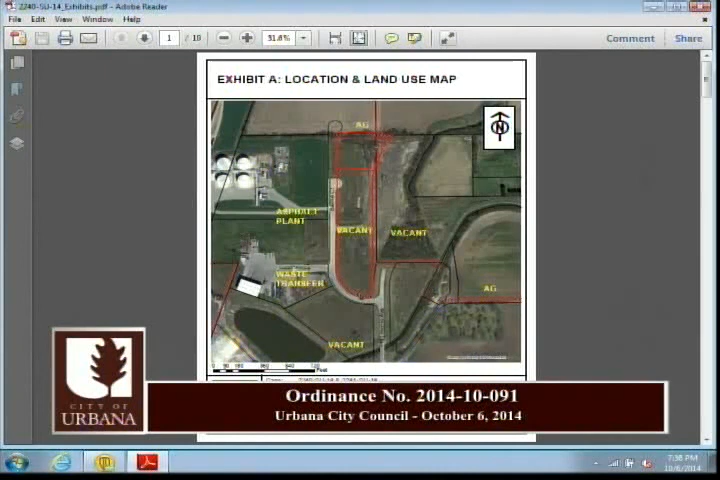 2240-SU-14_Exhibits.pdf - Adobe Reader
File Edit View Window Help
1 / 10
31.6%
Comment Share
EXHIBIT A: LOCATION & LAND USE MAP
AG
N
ASPHALT
PLANT
VACANT
VACANT
WASTE
TRANSFER
AG
VACANT
Feet
CITY OF
URBANA
Ordinance No. 2014-10-091
Urbana City Council - October 6, 2014
7:38 PM
10/6/2014